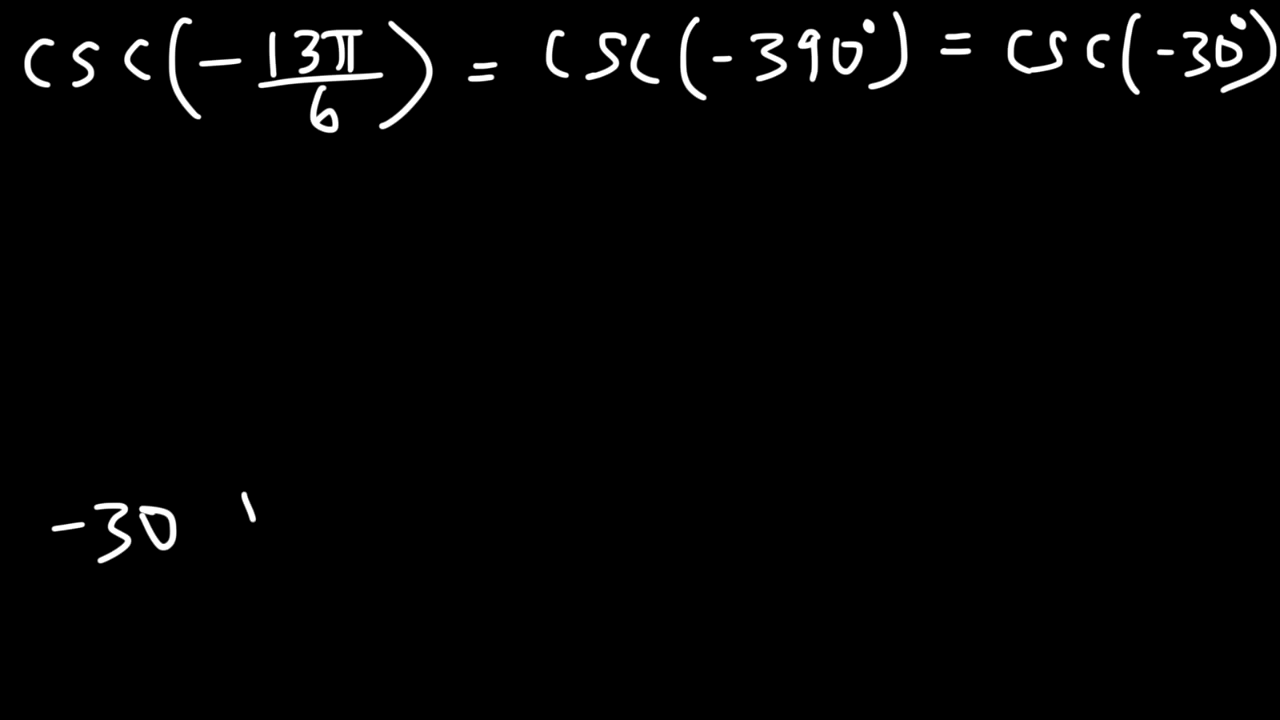 csc(-13π/6) = csc(-390°) = csc(-30°)
-30 \